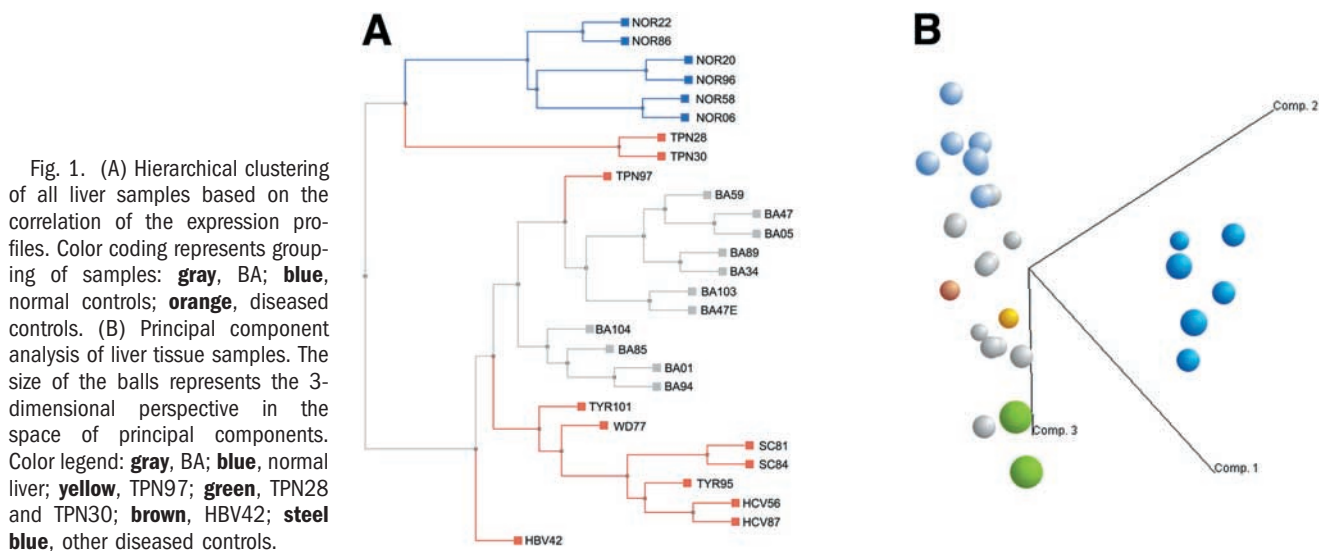 Fig. 1. (A) Hierarchical clustering
of all liver samples based on the
correlation of the expression pro-
files. Color coding represents group-
ing of samples: gray, BA; blue,
normal controls; orange, diseased
controls. (B) Principal component
analysis of liver tissue samples. The
size of the balls represents the 3-
dimensional perspective in the
space of principal components.
Color legend: gray, BA; blue, normal
liver; yellow, TPN97; green, TPN28
and TPN30; brown, HBV42; steel
blue, other diseased controls.
A
NOR22
NOR86
NOR20
NOR96
NOR58
NOR06
TPN28
TPN30
TPN97
BA59
BA47
BA05
BA89
BA34
BA103
BA47E
BA104
BA85
BA01
BA94
TYR101
WD77
SC81
SC84
TYR95
HCV56
HCV87
HBV42
B
Comp. 2
Comp. 3
Comp. 1